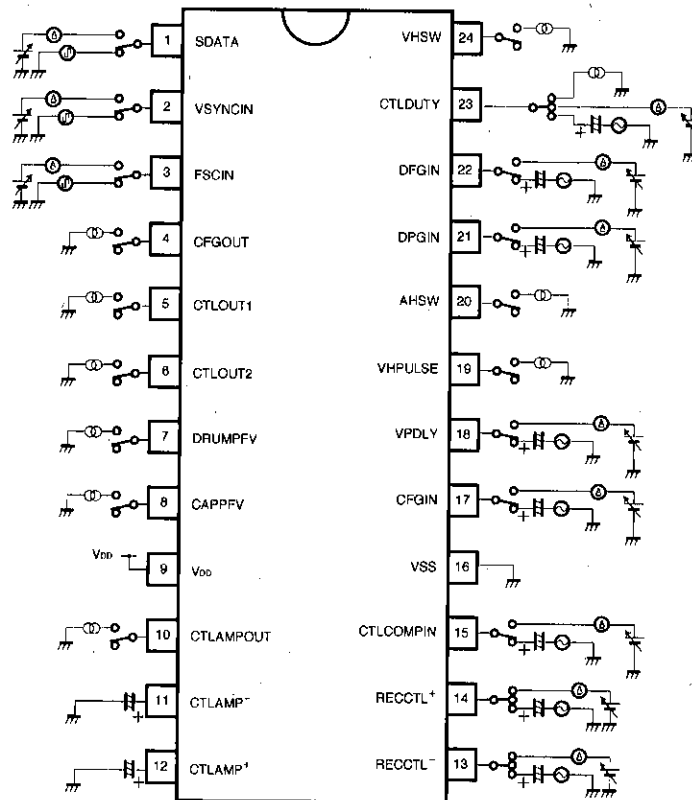 1 SDATA
2 VSYNCIN
3 FSCIN
4 CFGOUT
5 CTLOUT1
6 CTLOUT2
7 DRUMPFV
8 CAPPFV
VDD 9 VDD
10 CTLAMPOUT
11 CTLAMP-
12 CTLAMP+
VHSW 24
CTLDUTY 23
DFGIN 22
DPGIN 21
AHSW 20
VHPULSE 19
VPDLY 18
CFGIN 17
VSS 16
CTLCOMPIN 15
RECCTL+ 14
RECCTL- 13